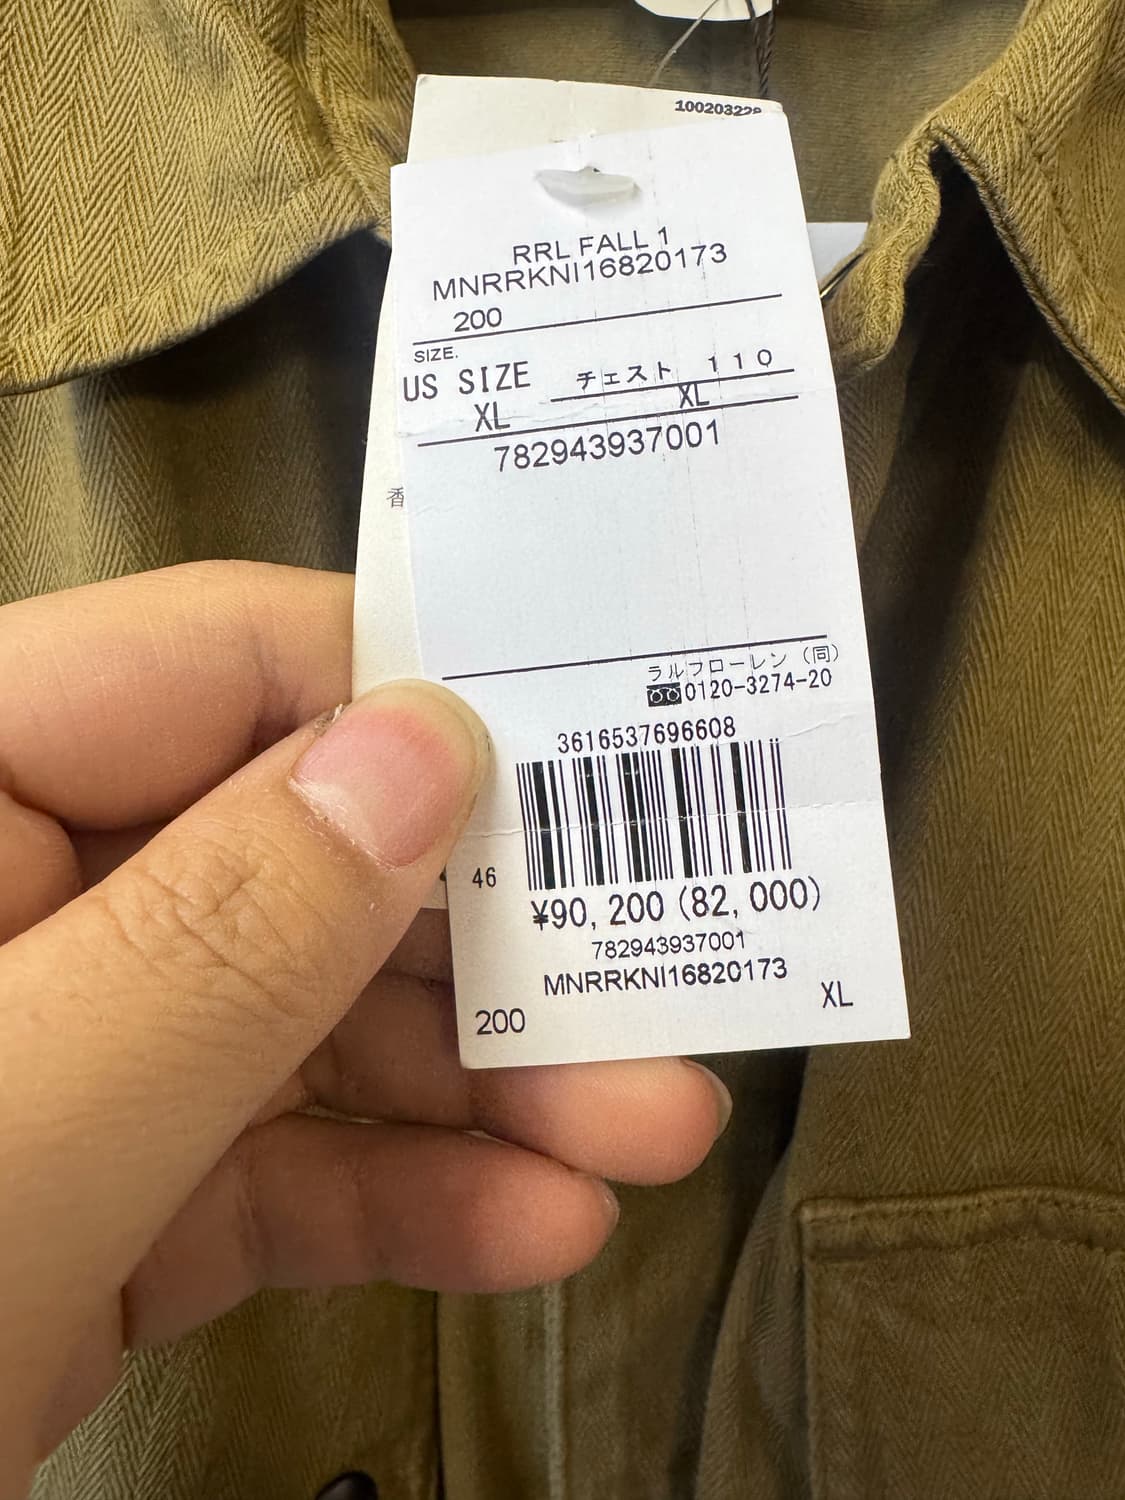 100203228
RRL FALL 1
MNRRKNI16820173
200
SIZE.
US SIZE チェスト 110
XL XL
782943937001
香
ラルフローレン (同)
0120-3274-20
3616537696608
46
¥90,200 (82,000)
782943937001
MNRRKNI16820173
200 XL